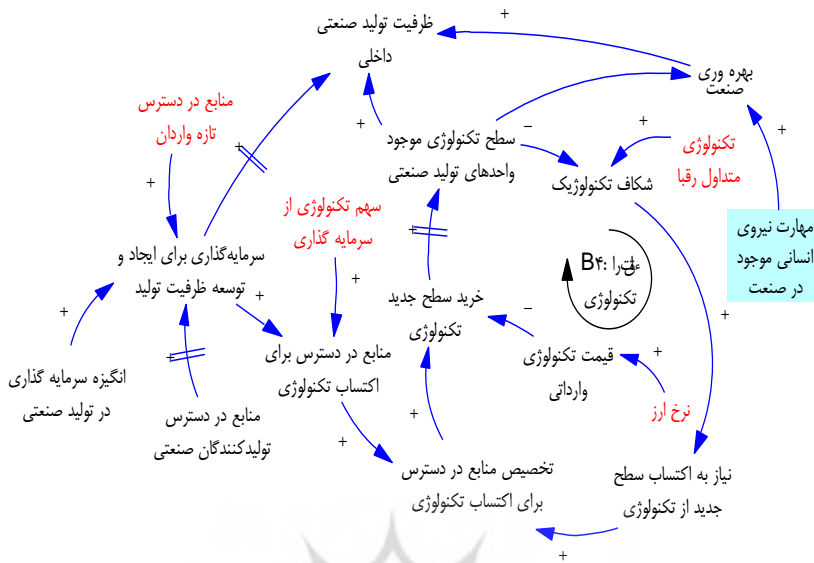 ظرفیت تولید صنعتی
داخلی
+
بهره وری
صنعت
منابع در دسترس
تازه واردان
+
+
سطح تکنولوژی موجود
واحدهای تولید صنعتی
–
+
تکنولوژی
متداول رقبا
+
+
شکاف تکنولوژیک
سهم تکنولوژی از
سرمایه گذاری
مهارت نیروی
انسانی موجود
در صنعت
سرمایه‌گذاری برای ایجاد و
توسعه ظرفیت تولید
+
+
+
+
B۴:
تکنولوژی
خرید سطح جدید
تکنولوژی
–
+
+
+
منابع در دسترس برای
اکتساب تکنولوژی
قیمت تکنولوژی
وارداتی
+
انگیزه سرمایه گذاری
در تولید صنعتی
منابع در دسترس
تولیدکنندگان صنعتی
نرخ ارز
+
+
تخصیص منابع در دسترس
برای اکتساب تکنولوژی
نیاز به اکتساب سطح
جدید از تکنولوژی
+